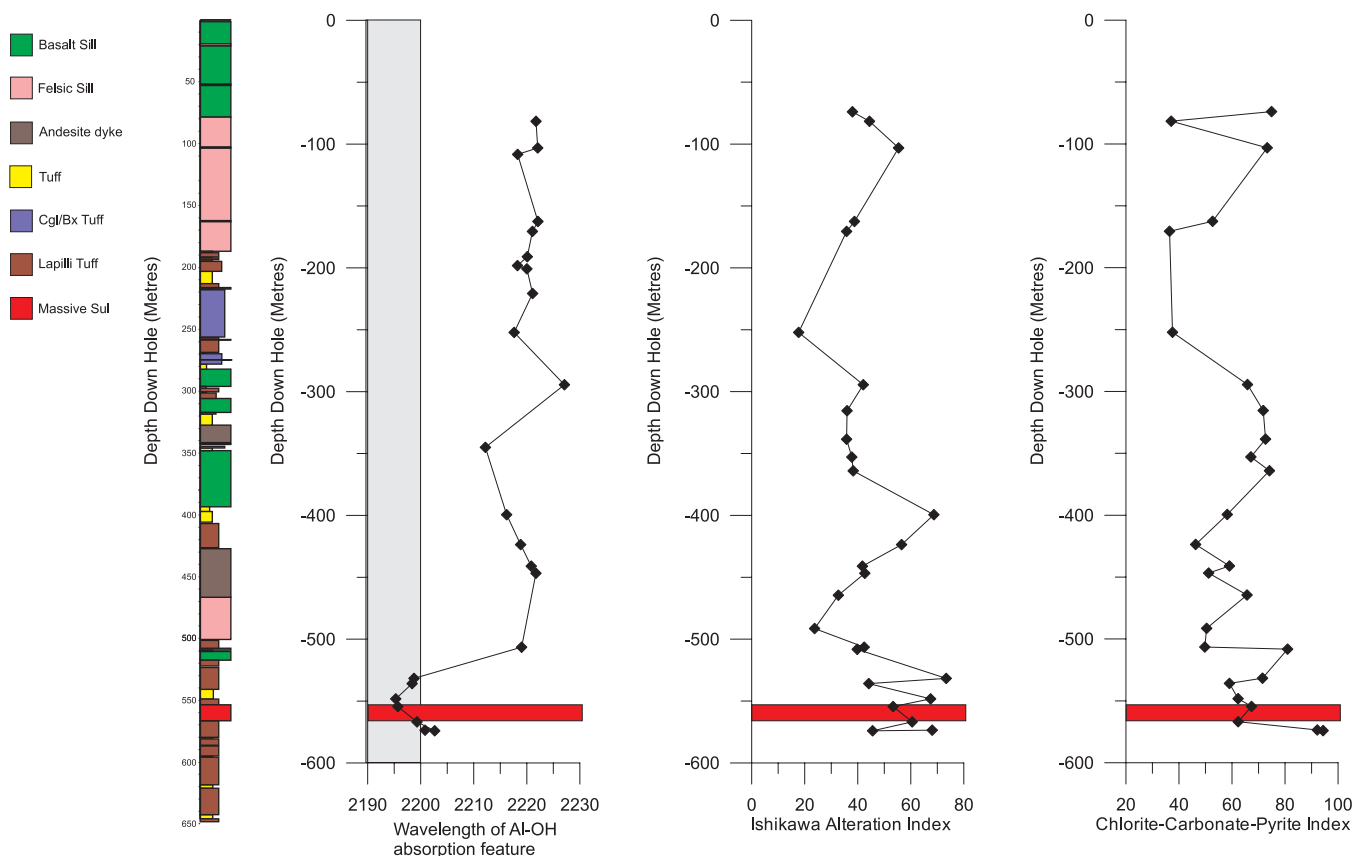 Basalt Sill
Felsic Sill
Andesite dyke
Tuff
Cgl/Bx Tuff
Lapilli Tuff
Massive Sul
Depth Down Hole (Metres)
50
100
150
200
250
300
350
400
450
500
550
600
650
Depth Down Hole (Metres)
0
-100
-200
-300
-400
-500
-600
2190 2200 2210 2220 2230
Wavelength of Al-OH
absorption feature
Depth Down Hole (Metres)
0
-100
-200
-300
-400
-500
-600
0 20 40 60 80
Ishikawa Alteration Index
Depth Down Hole (Metres)
0
-100
-200
-300
-400
-500
-600
20 40 60 80 100
Chlorite-Carbonate-Pyrite Index